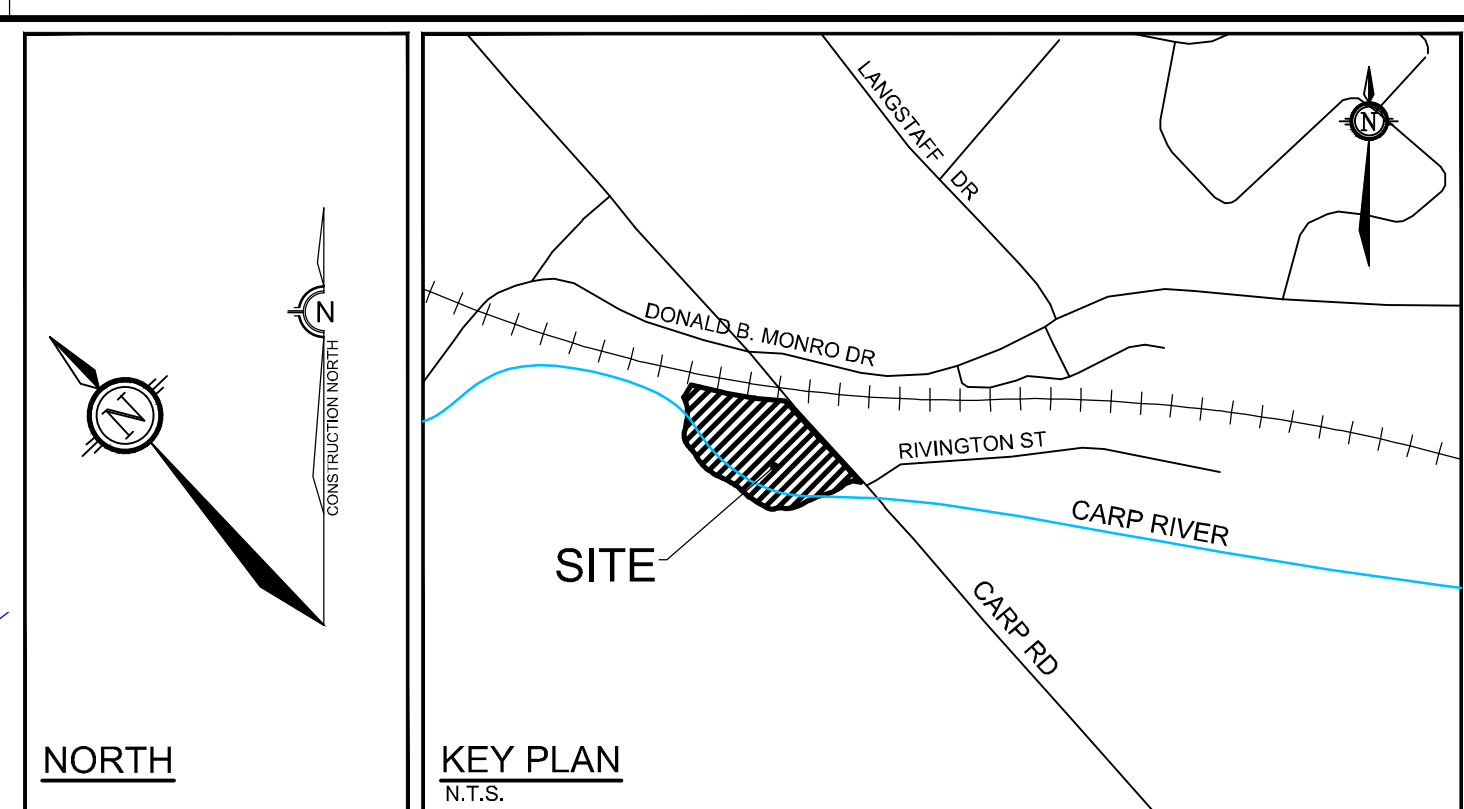 N
N
CONSTRUCTION NORTH
NORTH
LANGSTAFF DR
N
DONALD B. MONRO DR
RIVINGTON ST
CARP RIVER
SITE
CARP RD
KEY PLAN
N.T.S.